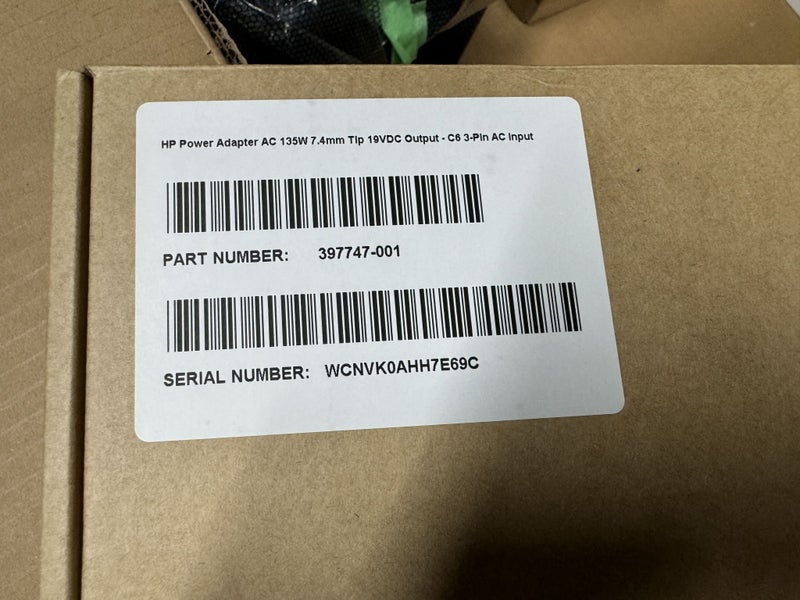 HP Power Adapter AC 135W 7.4mm Tip 19VDC Output - C6 3-Pin AC Input
PART NUMBER: 397747-001
SERIAL NUMBER: WCNVK0AHH7E69C